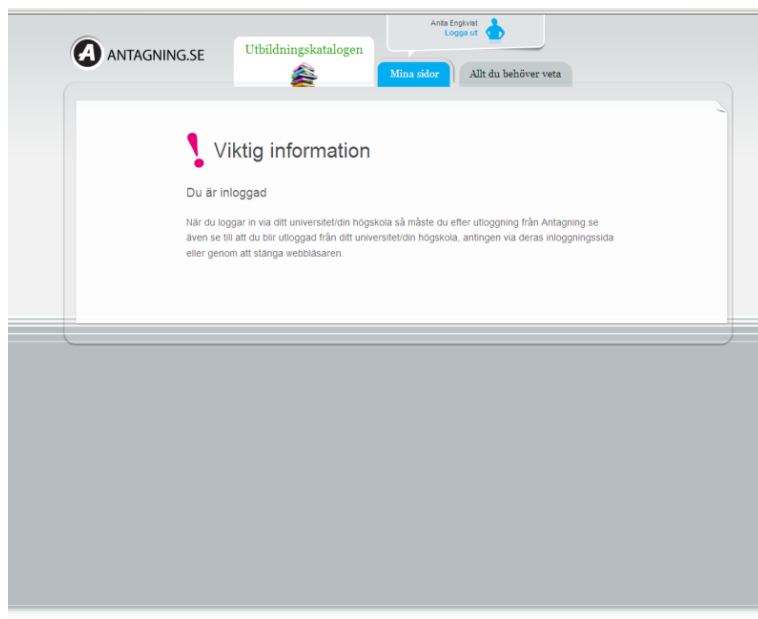 Anita Engkvist
Logga ut
ANTAGNING.SE
Utbildningskatalogen
Mina sidor
Allt du behöver veta
Viktig information
Du är inloggad
När du loggar in via ditt universitet/din högskola så måste du efter utloggning från Antagning.se
även se till att du blir utloggad från ditt universitet/din högskola, antingen via deras inloggningssida
eller genom att stänga webbläsaren.